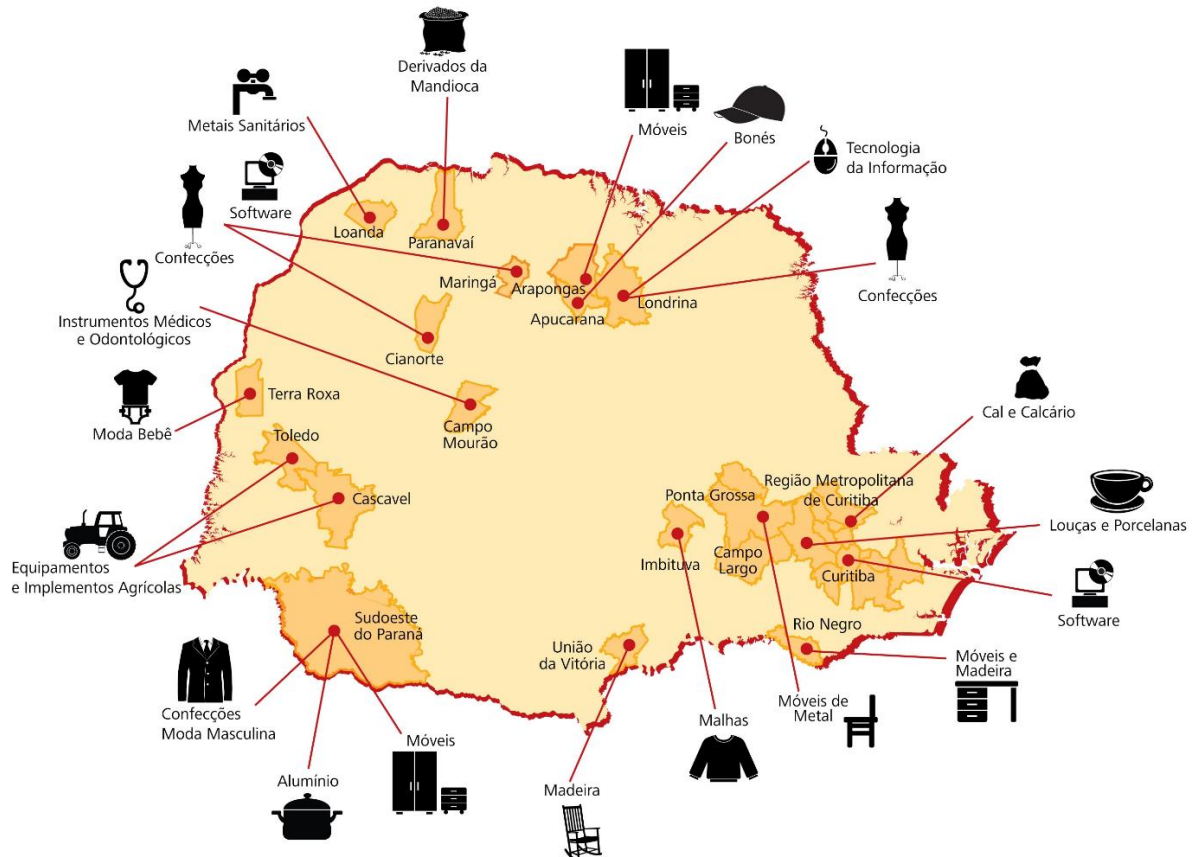 Derivados da
Mandioca
Móveis
Bonés
Metais Sanitários
Tecnologia
da Informação
Software
Confecções
Loanda
Paranavaí
Maringá
Arapongas
Apucarana
Londrina
Confecções
Instrumentos Médicos
e Odontológicos
Cianorte
Terra Roxa
Moda Bebê
Campo
Mourão
Cal e Calcário
Toledo
Cascavel
Região Metropolitana
de Curitiba
Ponta Grossa
Louças e Porcelanas
Imbituva
Campo
Largo
Curitiba
Equipamentos
e Implementos Agrícolas
Software
Sudoeste
do Paraná
União
da Vitória
Rio Negro
Móveis e
Madeira
Confecções
Moda Masculina
Móveis de
Metal
Malhas
Móveis
Alumínio
Madeira